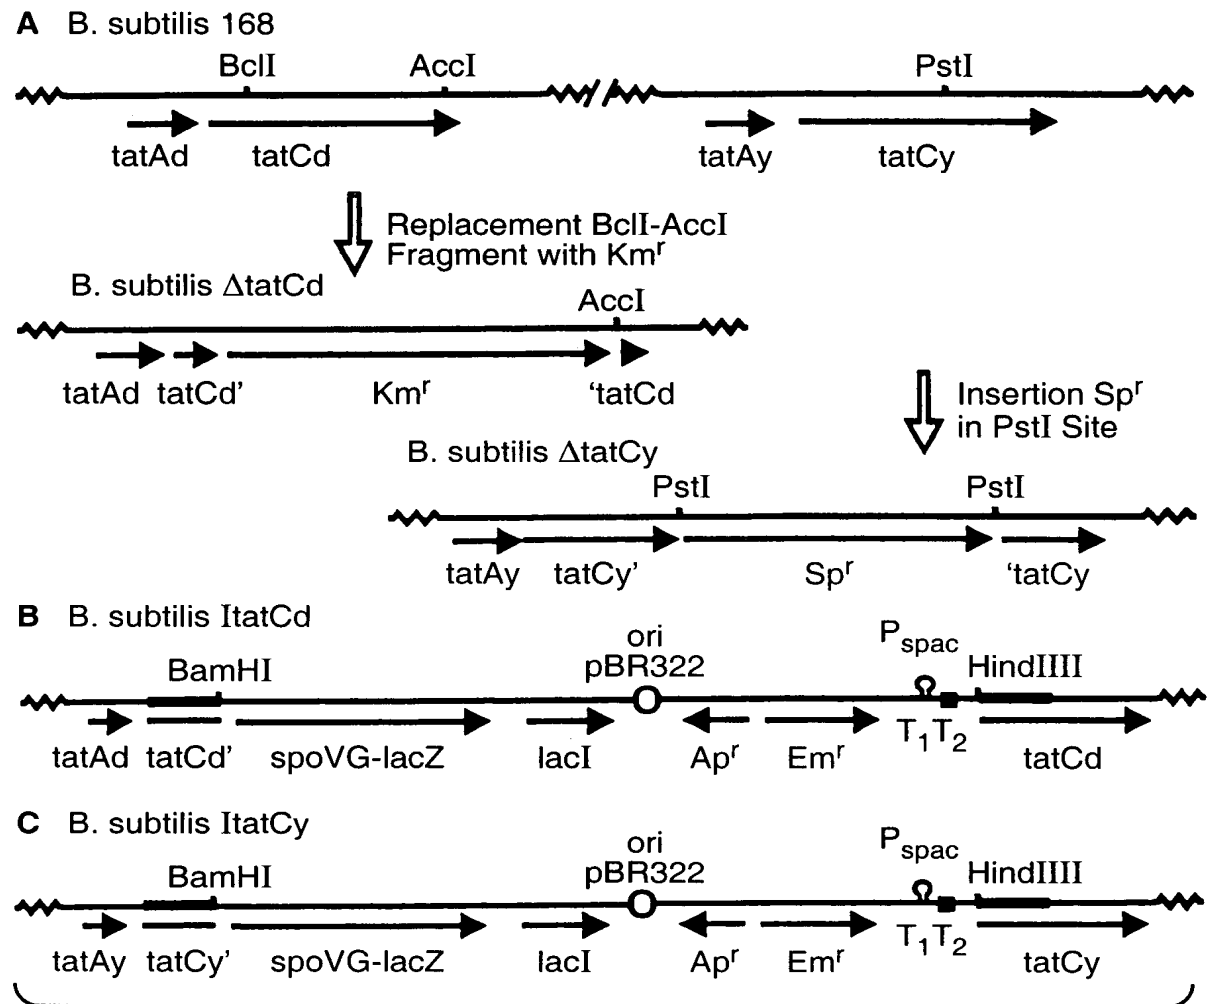 A B. subtilis 168
BclI AccI PstI
tatAd tatCd tatAy tatCy
Replacement BclI-AccI
Fragment with Kmʳ
B. subtilis ΔtatCd
AccI
tatAd tatCd' Kmʳ 'tatCd
Insertion Spʳ
in PstI Site
B. subtilis ΔtatCy
PstI PstI
tatAy tatCy' Spʳ 'tatCy
B B. subtilis ItatCd
BamHI ori pBR322 Pspac HindIIII
T₁T₂
tatAd tatCd' spoVG-lacZ lacI Apʳ Emʳ tatCd
C B. subtilis ItatCy
BamHI ori pBR322 Pspac HindIIII
T₁T₂
tatAy tatCy' spoVG-lacZ lacI Apʳ Emʳ tatCy